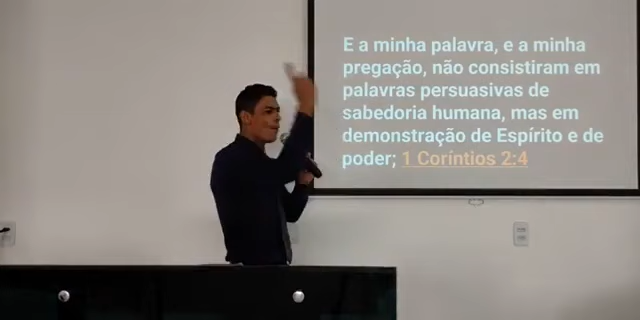 E a minha palavra, e a minha
pregação, não consistiram em
palavras persuasivas de
sabedoria humana, mas em
demonstração de Espírito e de
poder; 1 Coríntios 2:4